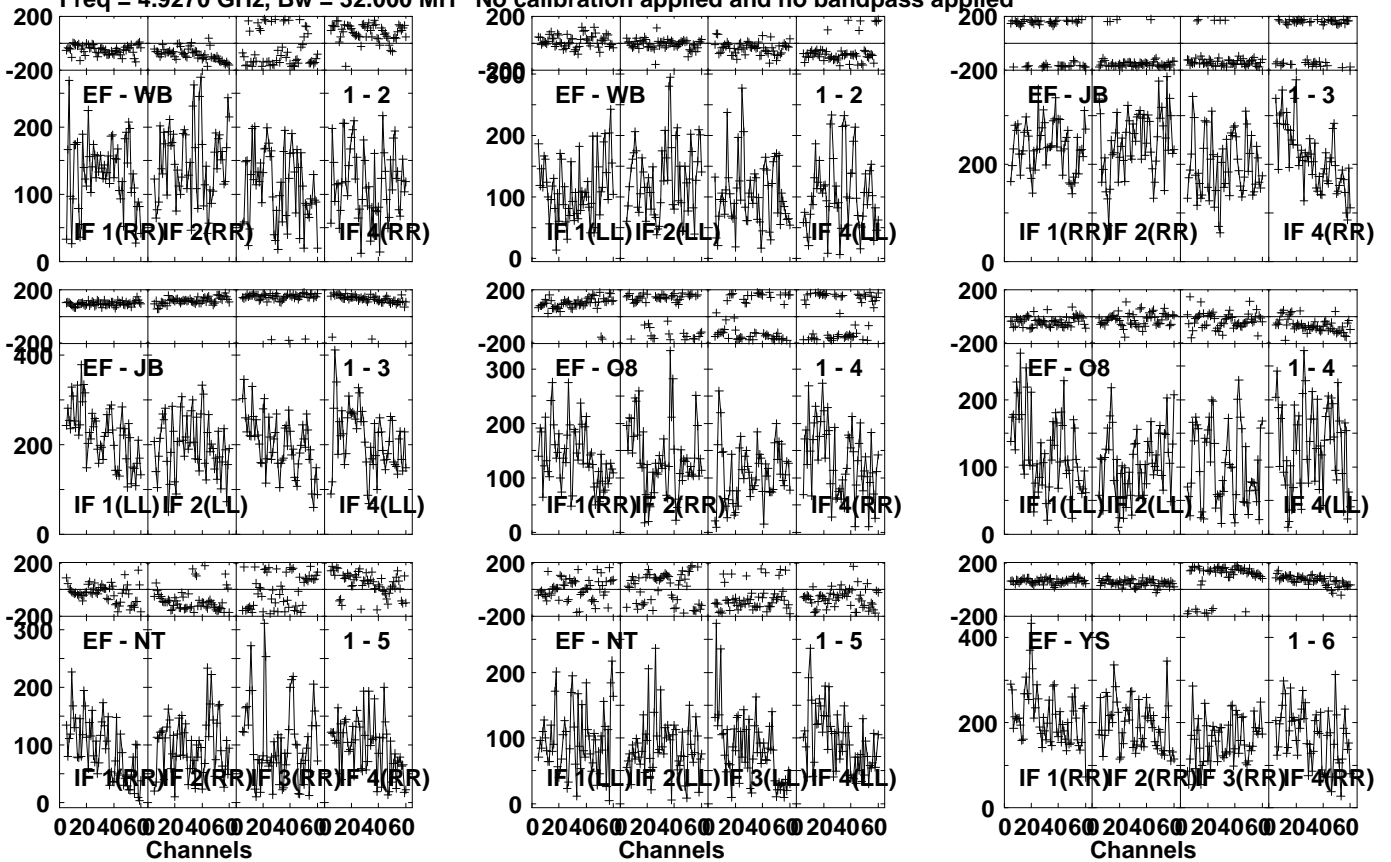 Freq = 4.9270 GHz, Bw = 32.000 MH No calibration applied and no bandpass applied
200
-200
EF - WB 1 - 2
200
100
0
IF 1(RR) IF 2(RR) IF 4(RR)
200
-200
300
EF - WB 1 - 2
200
100
0
IF 1(LL) IF 2(LL) IF 4(LL)
200
-200
EF - JB 1 - 3
200
0
IF 1(RR) IF 2(RR) IF 4(RR)
200
-200
400
EF - JB 1 - 3
200
0
IF 1(LL) IF 2(LL) IF 4(LL)
200
-200
300
EF - O8 1 - 4
200
100
0
IF 1(RR) IF 2(RR) IF 4(RR)
200
-200
EF - O8 1 - 4
200
100
0
IF 1(LL) IF 2(LL) IF 4(LL)
200
-200
300
EF - NT 1 - 5
200
100
0
IF 1(RR) IF 2(RR) IF 3(RR) IF 4(RR)
0 20 40 60 0 20 40 60 0 20 40 60 0 20 40 60
Channels
200
-200
EF - NT 1 - 5
200
100
0
IF 1(LL) IF 2(LL) IF 3(LL) IF 4(LL)
0 20 40 60 0 20 40 60 0 20 40 60 0 20 40 60
Channels
200
-200
400
EF - YS 1 - 6
200
0
IF 1(RR) IF 2(RR) IF 3(RR) IF 4(RR)
0 20 40 60 0 20 40 60 0 20 40 60 0 20 40 60
Channels